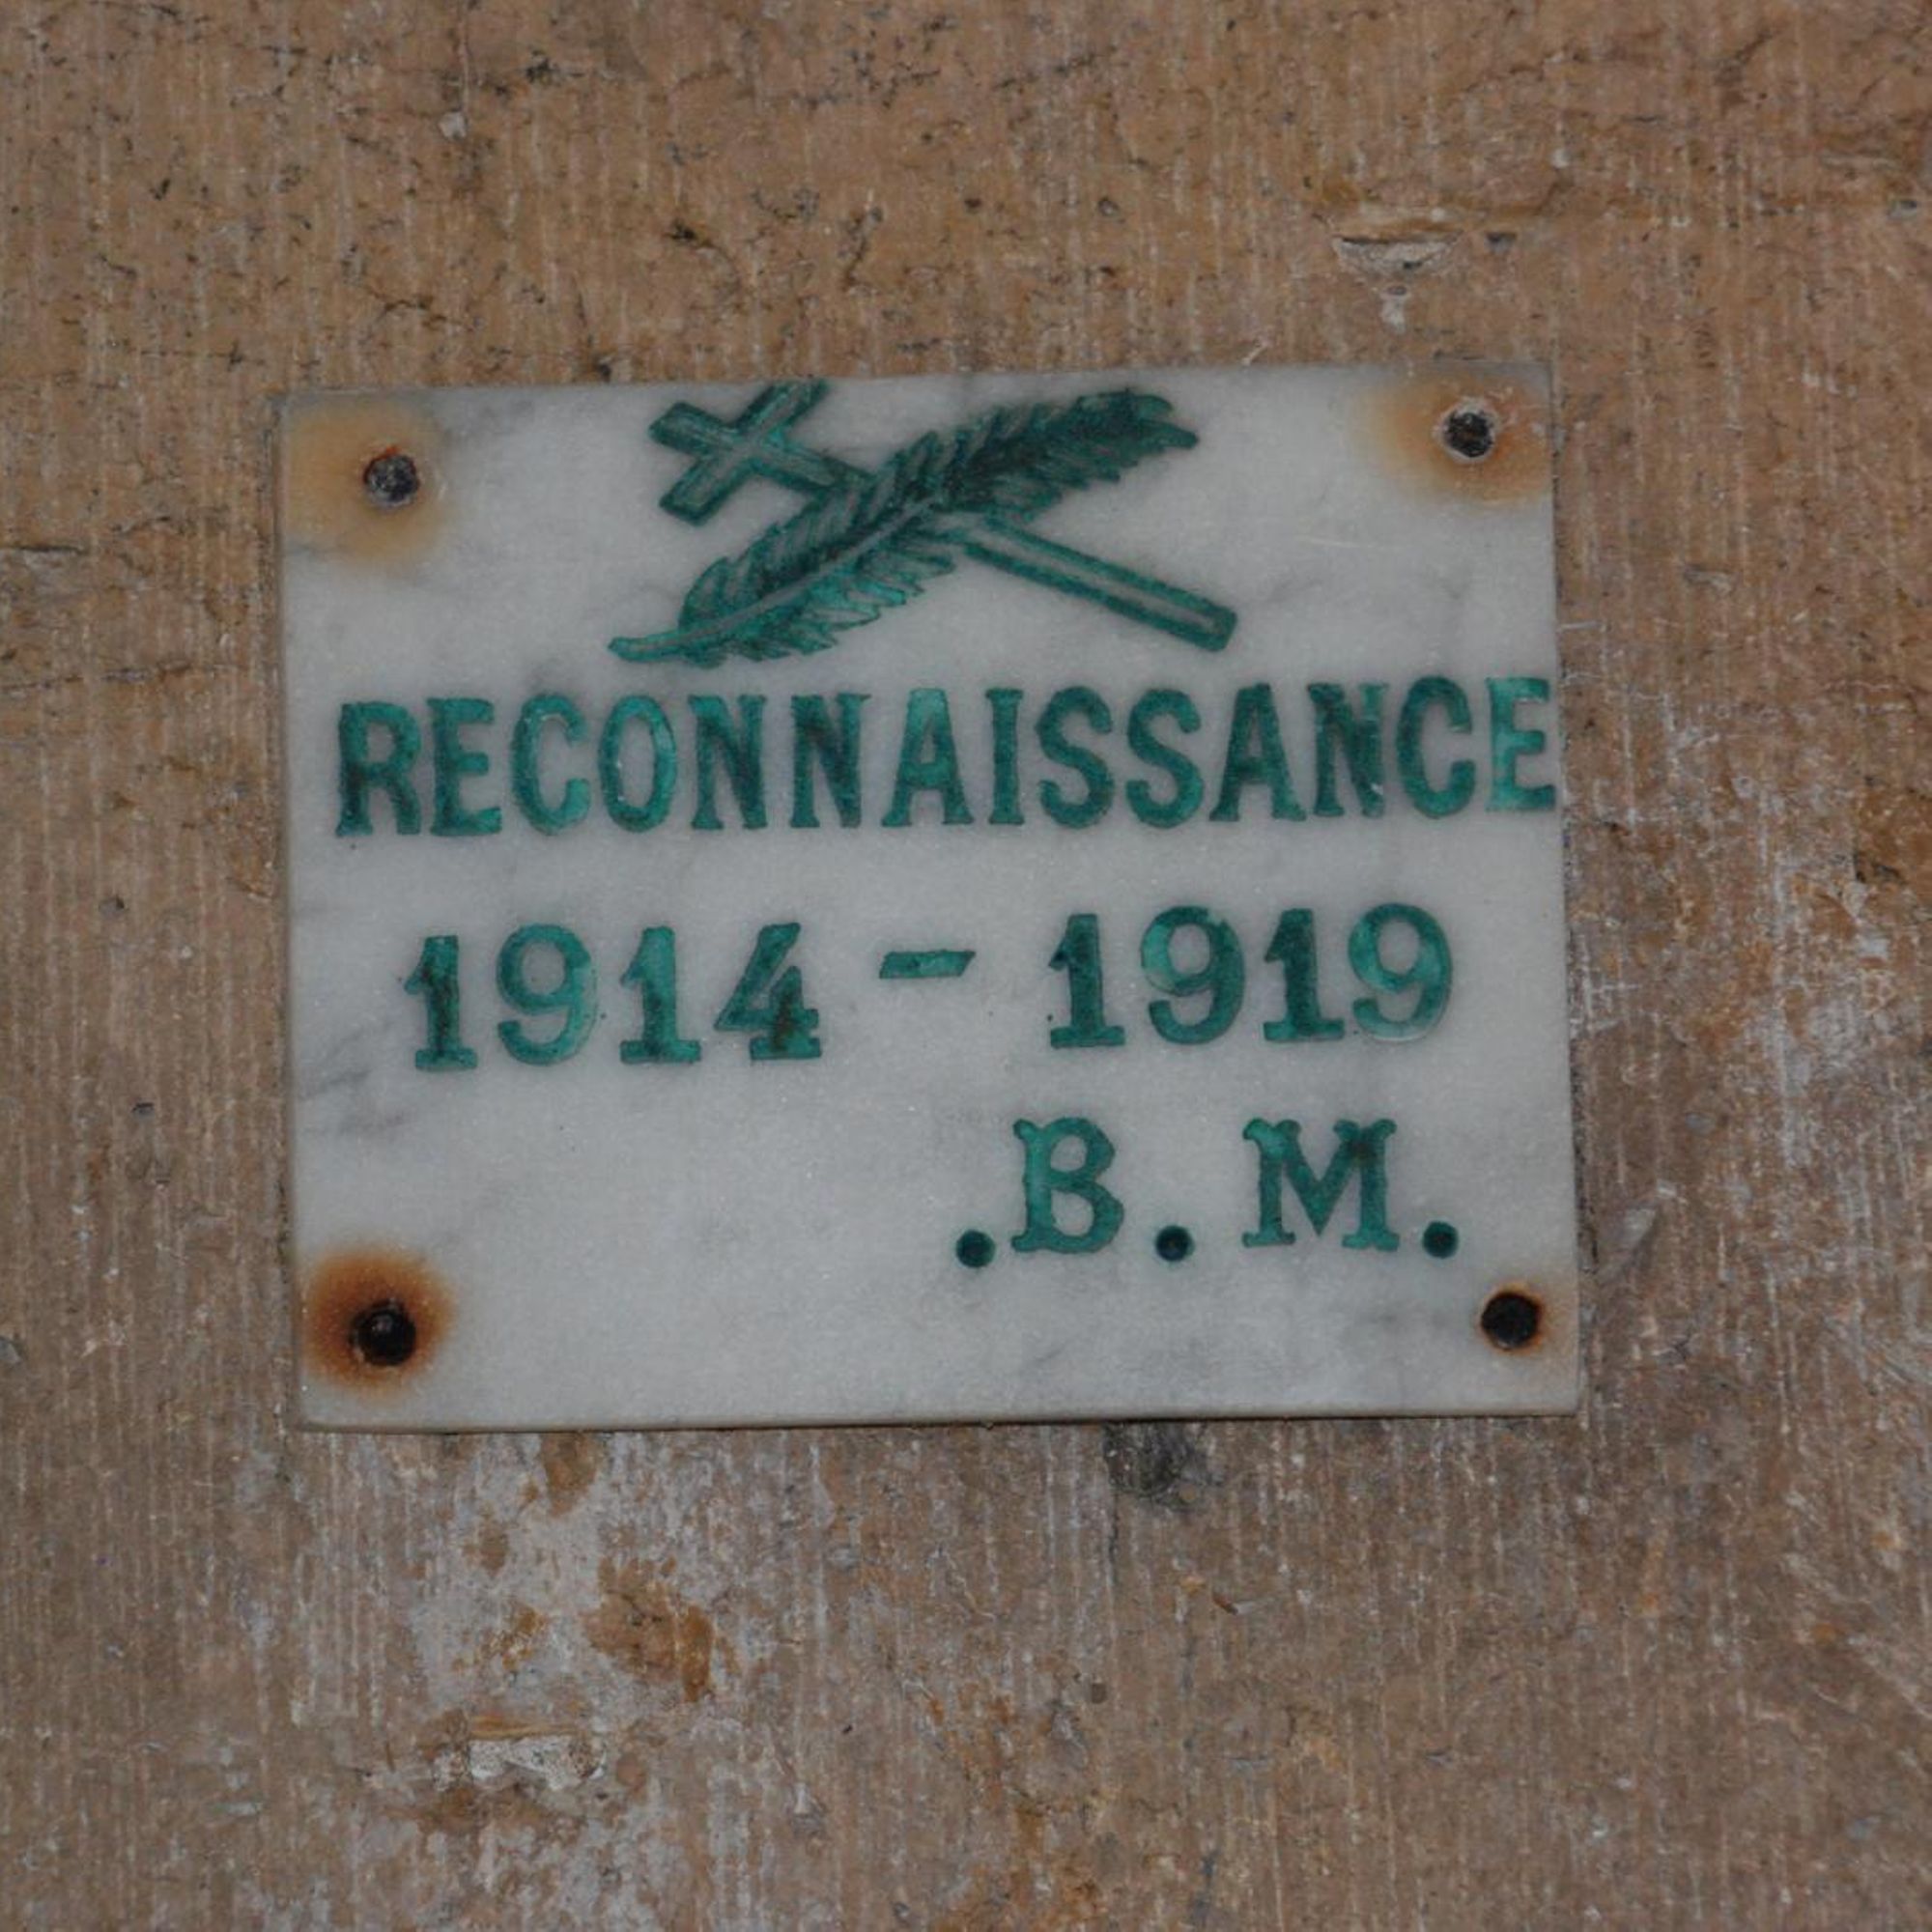 RECONNAISSANCE
1914 - 1919
.B.M.